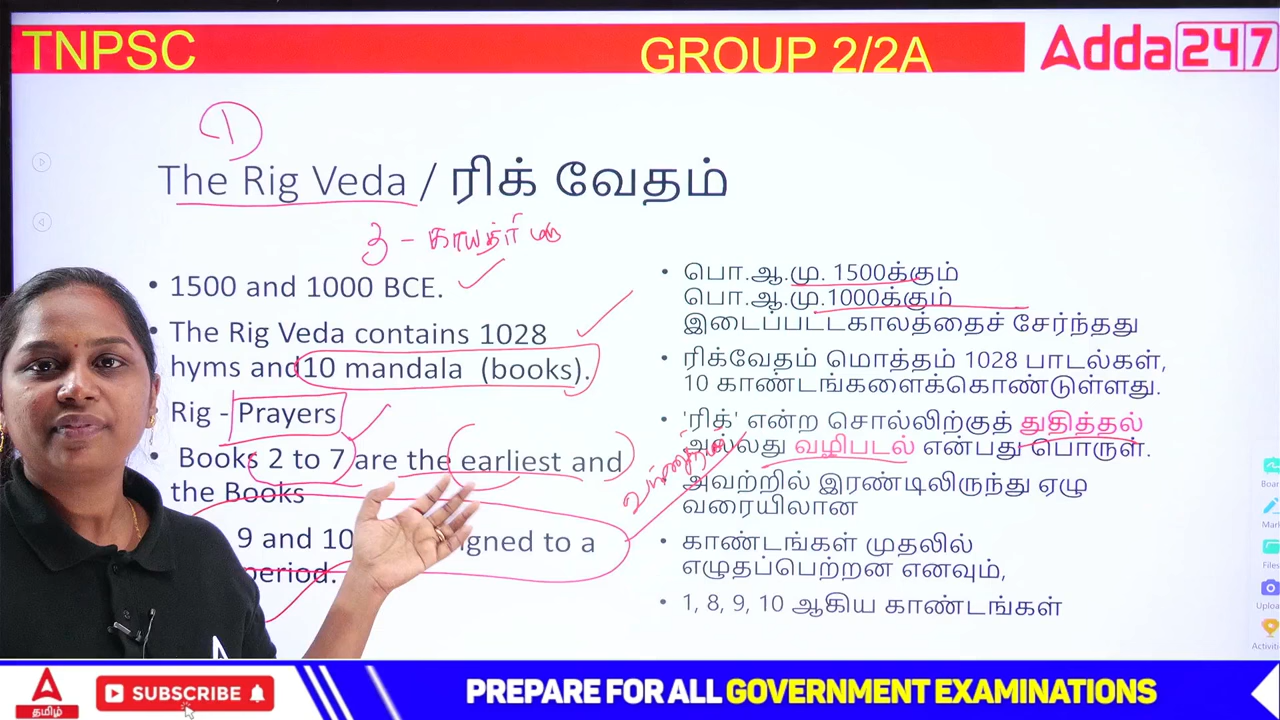 TNPSC
GROUP 2/2A
Adda247
1
The Rig Veda / ரிக் வேதம்
3 -
1500 and 1000 BCE.
The Rig Veda contains 1028
hyms and 10 mandala (books).
Rig - Prayers
Books 2 to 7 are the earliest and
the Books
9 and 10 to a
period.
பொ.ஆ.மு. 1500க்கும்
பொ.ஆ.மு.1000க்கும்
இடைப்பட்டகாலத்தைச் சேர்ந்தது
ரிக்வேதம் மொத்தம் 1028 பாடல்கள்,
10 காண்டங்களைக்கொண்டுள்ளது.
'ரிக்' என்ற சொல்லிற்குத் துதித்தல்
அல்லது வழிபடல் என்பது பொருள்.
அவற்றில் இரண்டிலிருந்து ஏழு
வரையிலான
காண்டங்கள் முதலில்
எழுதப்பெற்றன எனவும்,
1, 8, 9, 10 ஆகிய காண்டங்கள்
தமிழ்
SUBSCRIBE
PREPARE FOR ALL GOVERNMENT EXAMINATIONS